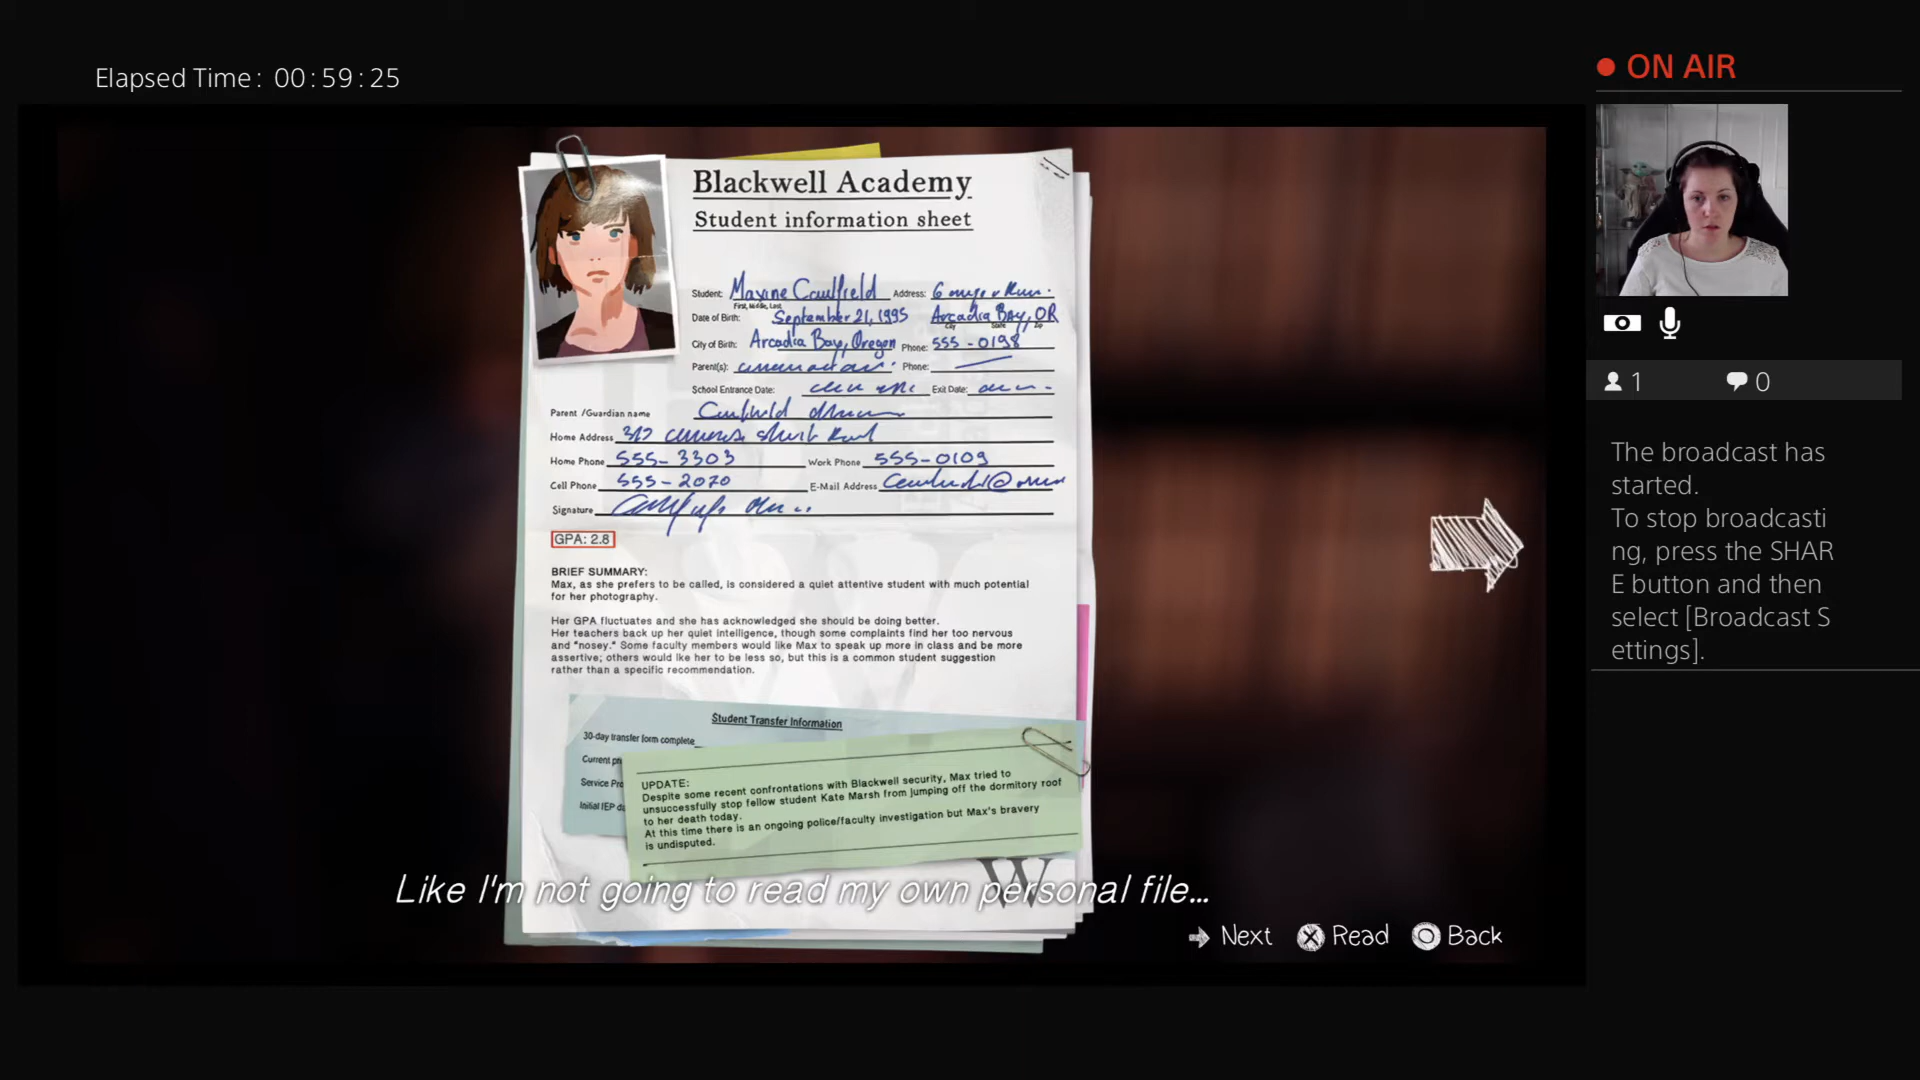 Elapsed Time: 00:59:25
ON AIR
1
0
The broadcast has
started.
To stop broadcasti
ng, press the SHAR
E button and then
select [Broadcast S
ettings].
Blackwell Academy
Student information sheet
Student: Maxine Caulfield Address:
First, Middle, Last
Date of Birth: September 21, 1995 Arcadia Bay, OR
City State Zip
City of Birth: Arcadia Bay, Oregon Phone: 555-0198
Parent(s): Phone:
School Entrance Date: Exit Date:
Parent /Guardian name
Home Address
Home Phone 555-3303 Work Phone 555-0109
Cell Phone 555-2070 E-Mail Address
Signature
GPA: 2.8
BRIEF SUMMARY:
Max, as she prefers to be called, is considered a quiet attentive student with much potential
for her photography.
Her GPA fluctuates and she has acknowledged she should be doing better.
Her teachers back up her quiet intelligence, though some complaints find her too nervous
and "nosey." Some faculty members would like Max to speak up more in class and be more
assertive; others would lke her to be less so, but this is a common student suggestion
rather than a specific recommendation.
Student Transfer Information
30-day transfer form complete
Current
Service
Initial IEP
UPDATE:
Despite some recent confrontations with Blackwell security, Max tried to
unsuccessfully stop fellow student Kate Marsh from jumping off the dormitory roof
to her death today.
At this time there is an ongoing police/faculty investigation but Max's bravery
is undisputed.
W
Like I'm not going to read my own personal file...
Next Read Back